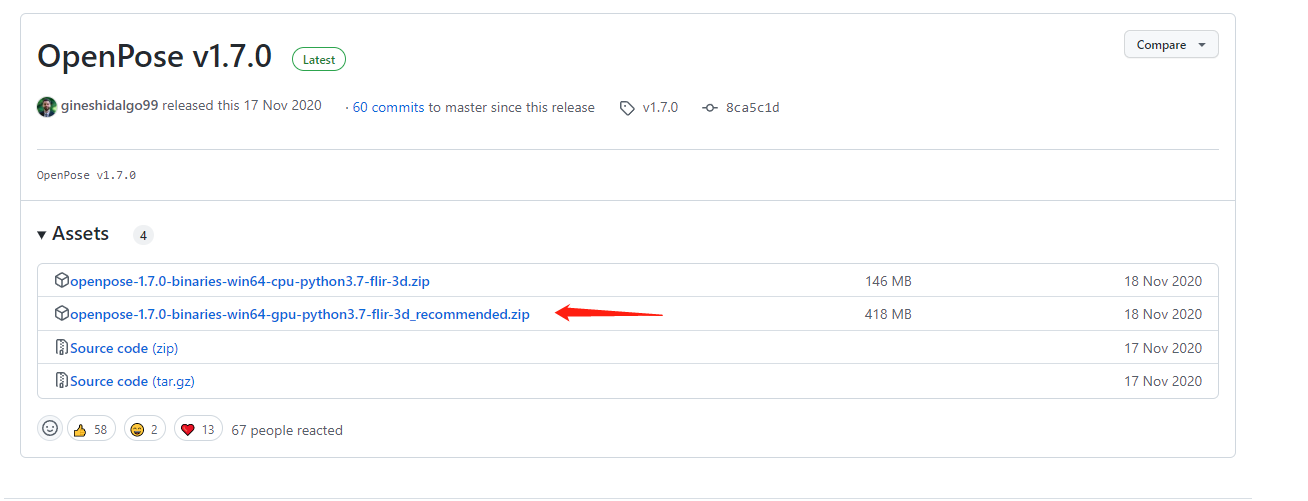 OpenPose v1.7.0 Latest Compare
gineshidalgo99 released this 17 Nov 2020 · 60 commits to master since this release v1.7.0 8ca5c1d
OpenPose v1.7.0
Assets 4
openpose-1.7.0-binaries-win64-cpu-python3.7-flir-3d.zip 146 MB 18 Nov 2020
openpose-1.7.0-binaries-win64-gpu-python3.7-flir-3d_recommended.zip 418 MB 18 Nov 2020
Source code (zip) 17 Nov 2020
Source code (tar.gz) 17 Nov 2020
58 2 13 67 people reacted